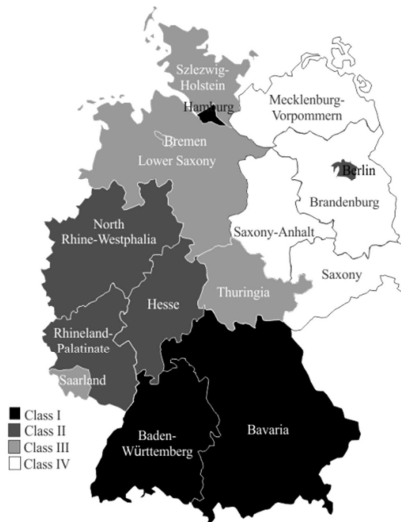 Szlezwig-
Holstein
Hamburg
Mecklenburg-
Vorpommern
Bremen
Lower Saxony
Berlin
Brandenburg
North
Rhine-Westphalia
Saxony-Anhalt
Saxony
Hesse
Thuringia
Rhineland-
Palatinate
Saarland
Class I
Class II
Class III
Class IV
Baden-
Württemberg
Bavaria